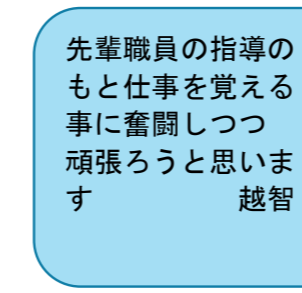 先輩職員の指導の
もと仕事を覚える
事に奮闘しつつ
頑張ろうと思いま
す　　　　　越智